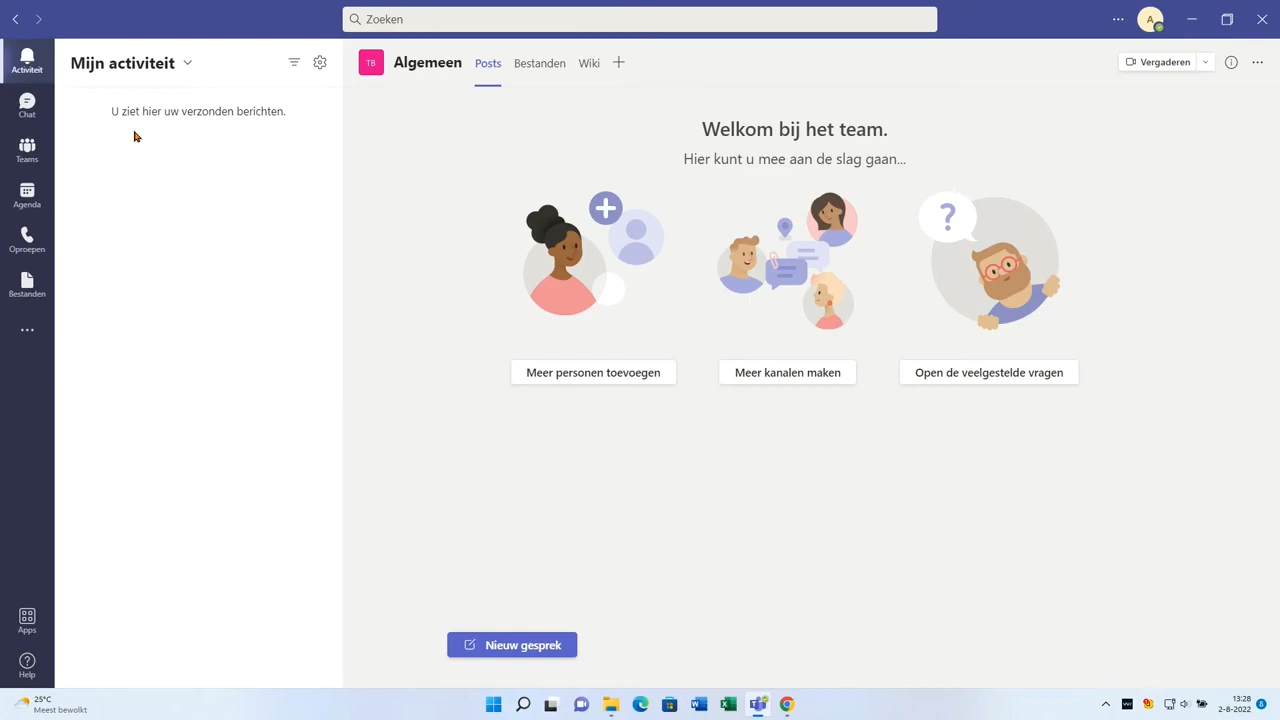 Zoeken
A
Activiteit
Chat
Teams
Agenda
Oproepen
Bestanden
Apps
Help
Mijn activiteit
U ziet hier uw verzonden berichten.
TB
Algemeen
Posts
Bestanden
Wiki
Vergaderen
Welkom bij het team.
Hier kunt u mee aan de slag gaan...
?
Meer personen toevoegen
Meer kanalen maken
Open de veelgestelde vragen
Nieuw gesprek
25°C
Meest bewolkt
13:28
2-8-2022
8